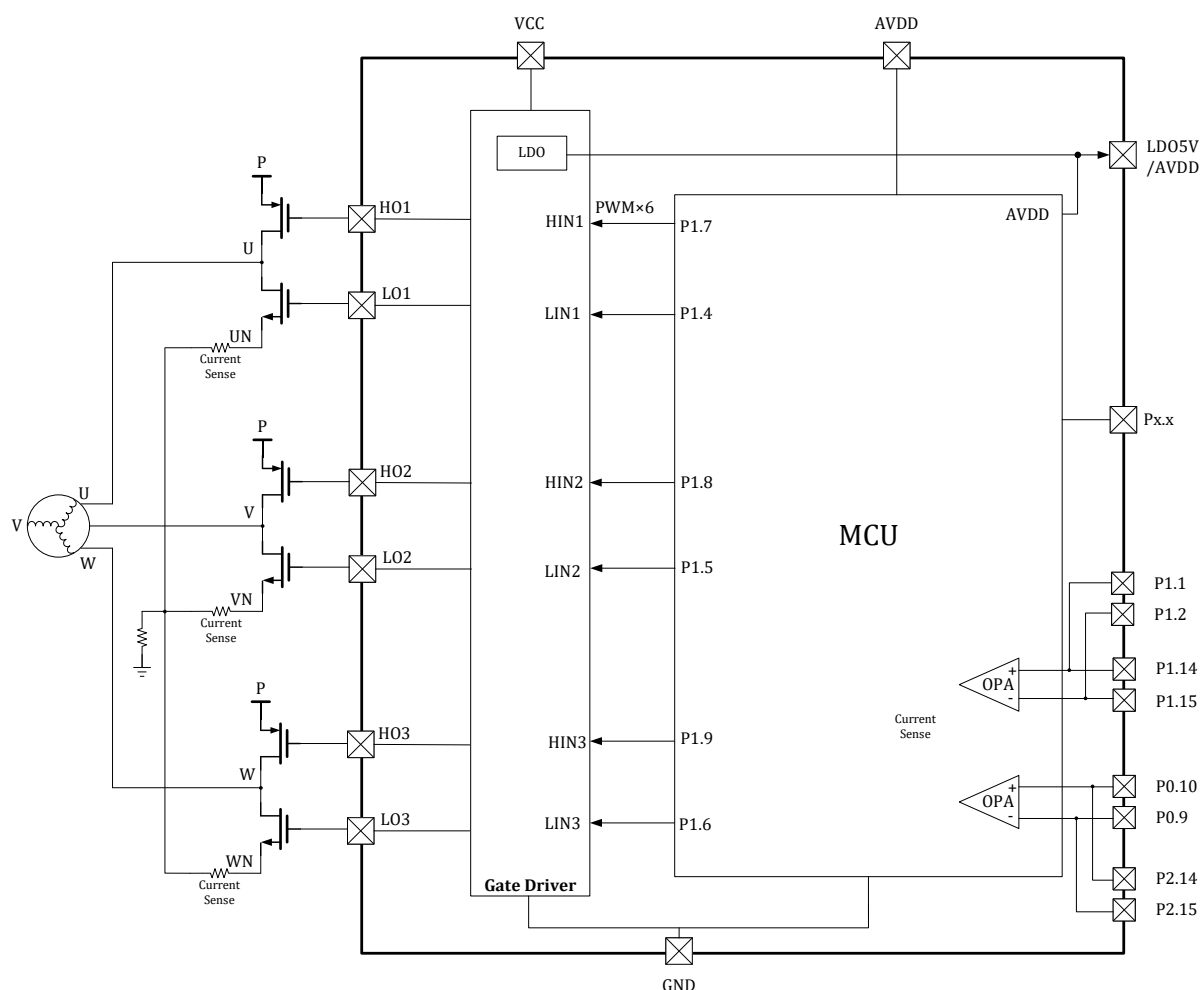 VCC
AVDD
LDO
LDO5V
/AVDD
P
HO1
HIN1
PWM×6
P1.7
AVDD
U
LO1
LIN1
P1.4
UN
Current
Sense
P
HO2
HIN2
P1.8
Px.x
U
V
V
W
MCU
LO2
LIN2
P1.5
VN
Current
Sense
P1.1
P1.2
P
OPA
+
-
P1.14
P1.15
Current
Sense
HO3
HIN3
P1.9
W
LO3
LIN3
P1.6
OPA
+
-
P0.10
P0.9
WN
Current
Sense
Gate Driver
P2.14
P2.15
GND